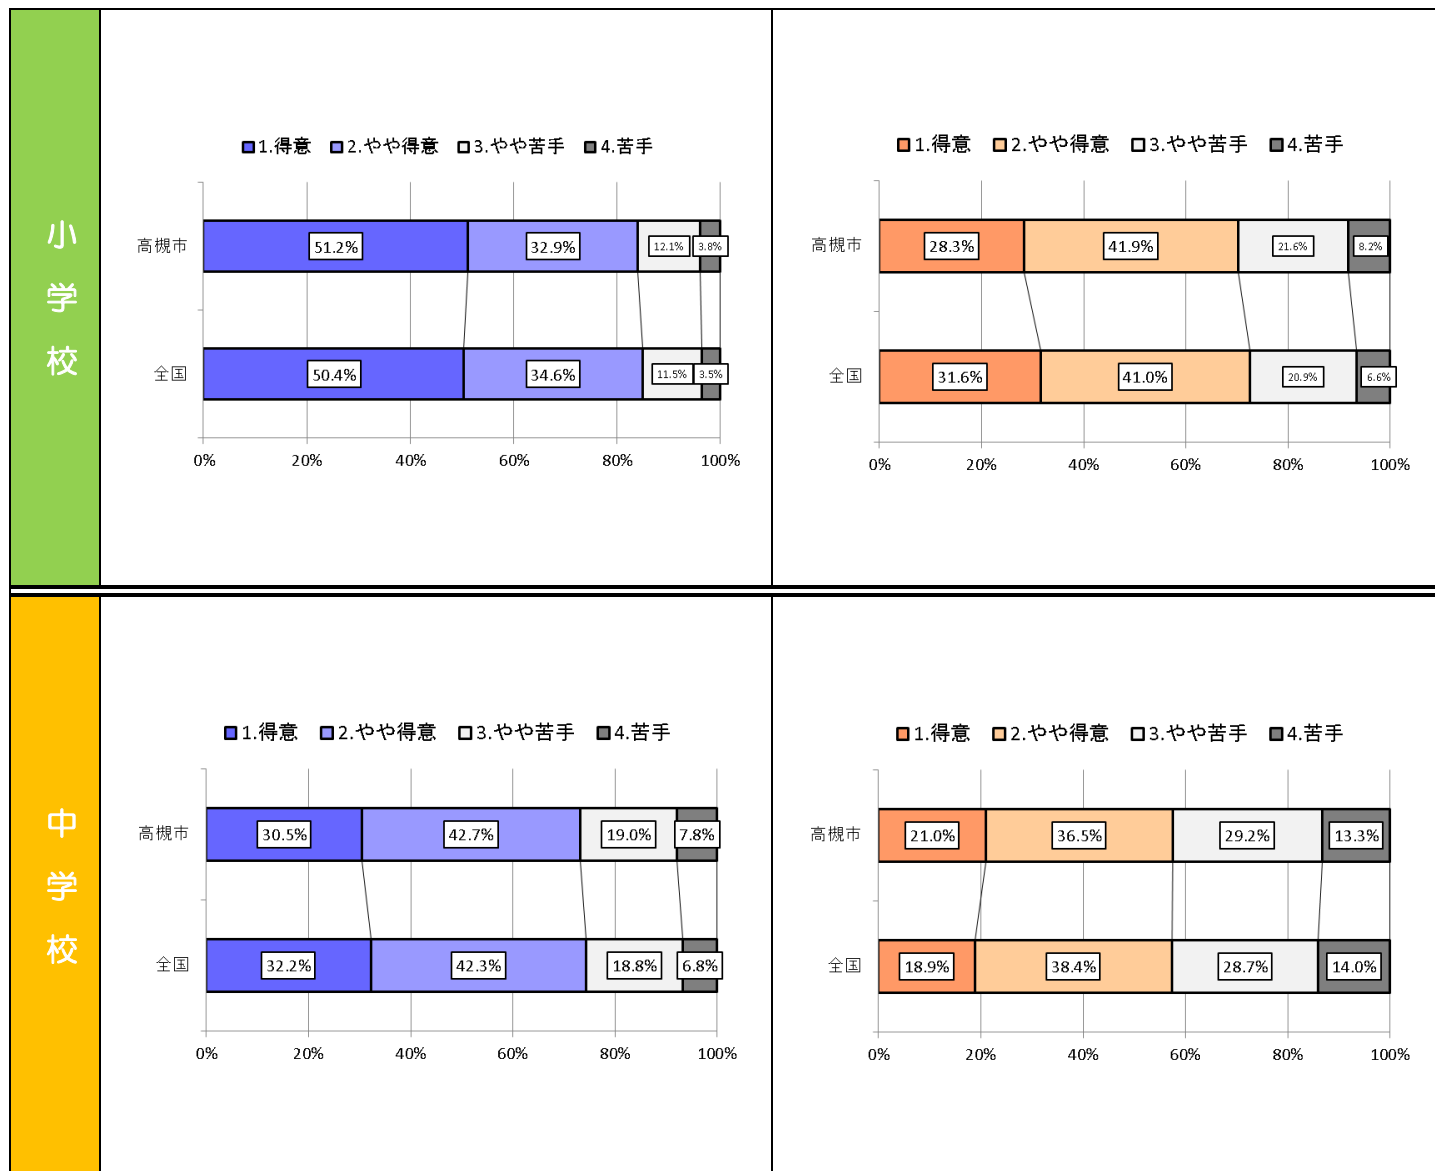 小学校
1.得意 2.やや得意 3.やや苦手 4.苦手
高槻市 51.2% 32.9% 12.1% 3.8%
全国 50.4% 34.6% 11.5% 3.5%
0% 20% 40% 60% 80% 100%
1.得意 2.やや得意 3.やや苦手 4.苦手
高槻市 28.3% 41.9% 21.6% 8.2%
全国 31.6% 41.0% 20.9% 6.6%
0% 20% 40% 60% 80% 100%
中学校
1.得意 2.やや得意 3.やや苦手 4.苦手
高槻市 30.5% 42.7% 19.0% 7.8%
全国 32.2% 42.3% 18.8% 6.8%
0% 20% 40% 60% 80% 100%
1.得意 2.やや得意 3.やや苦手 4.苦手
高槻市 21.0% 36.5% 29.2% 13.3%
全国 18.9% 38.4% 28.7% 14.0%
0% 20% 40% 60% 80% 100%